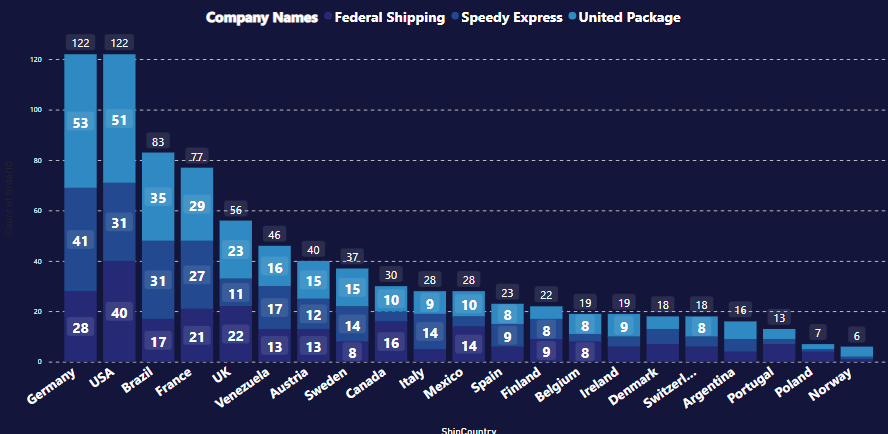 Company Names Federal Shipping Speedy Express United Package
122 122
120
100
83
80
77
53 51
60
56
35 29
46
41 31
40
40
37
23
30
28 28
31 27
23 22
16
19 19 18 18
15
16
15
13
20
11
10 9 10
17
12
14
14
8
8
8 9 8
7
6
28 40 17 21 22 13 13 8 16 14 9 9 8
0
Germany
USA
Brazil
France
UK
Venezuela
Austria
Sweden
Canada
Italy
Mexico
Spain
Finland
Belgium
Ireland
Denmark
Switzerl...
Argentina
Portugal
Poland
Norway
ShipCountry